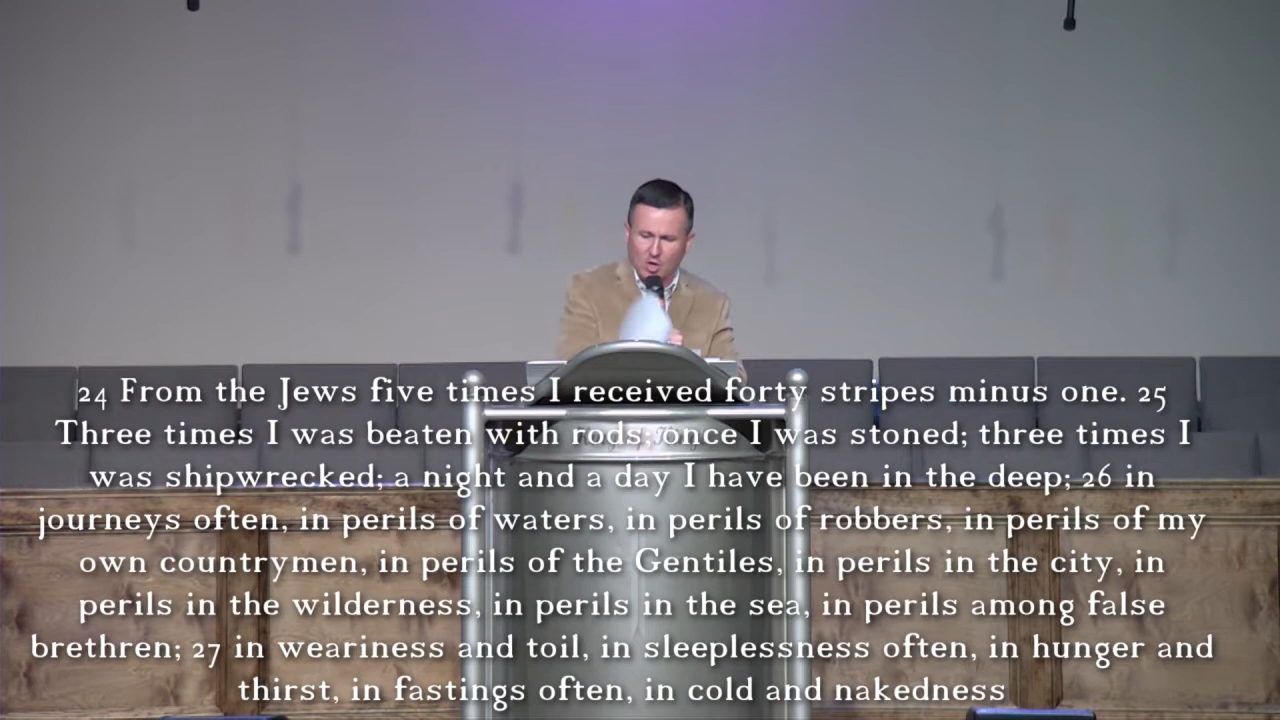 24 From the Jews five times I received forty stripes minus one. 25
Three times I was beaten with rods; once I was stoned; three times I
was shipwrecked; a night and a day I have been in the deep; 26 in
journeys often, in perils of waters, in perils of robbers, in perils of my
own countrymen, in perils of the Gentiles, in perils in the city, in
perils in the wilderness, in perils in the sea, in perils among false
brethren; 27 in weariness and toil, in sleeplessness often, in hunger and
thirst, in fastings often, in cold and nakedness